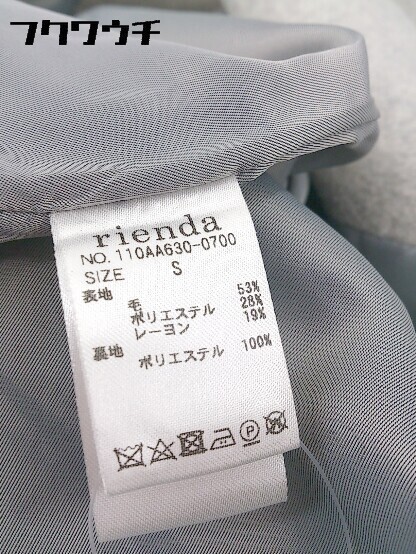 フクワウチ
rienda
NO. 110AA630-0700
SIZE S
表地
毛 53%
ポリエステル 28%
レーヨン 19%
裏地
ポリエステル 100%